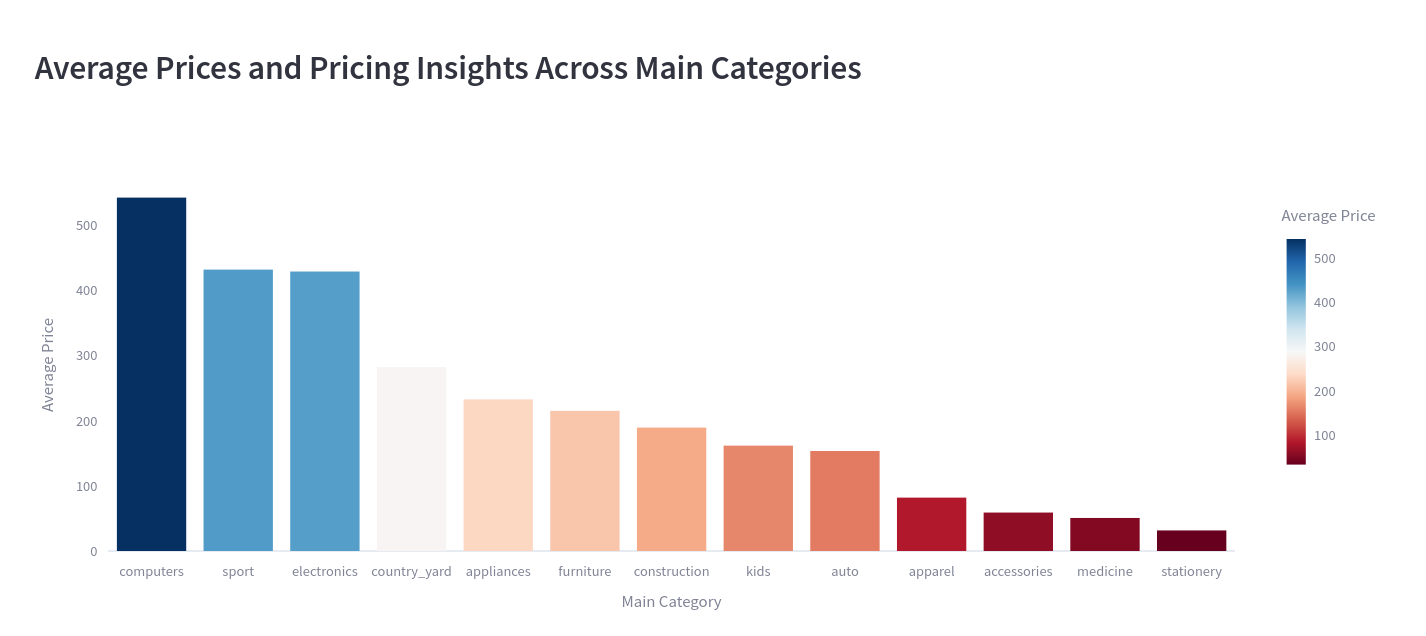 Average Prices and Pricing Insights Across Main Categories
Average Price
500
400
300
200
100
0
computers sport electronics country_yard appliances furniture construction kids auto apparel accessories medicine stationery
Main Category
Average Price
500
400
300
200
100